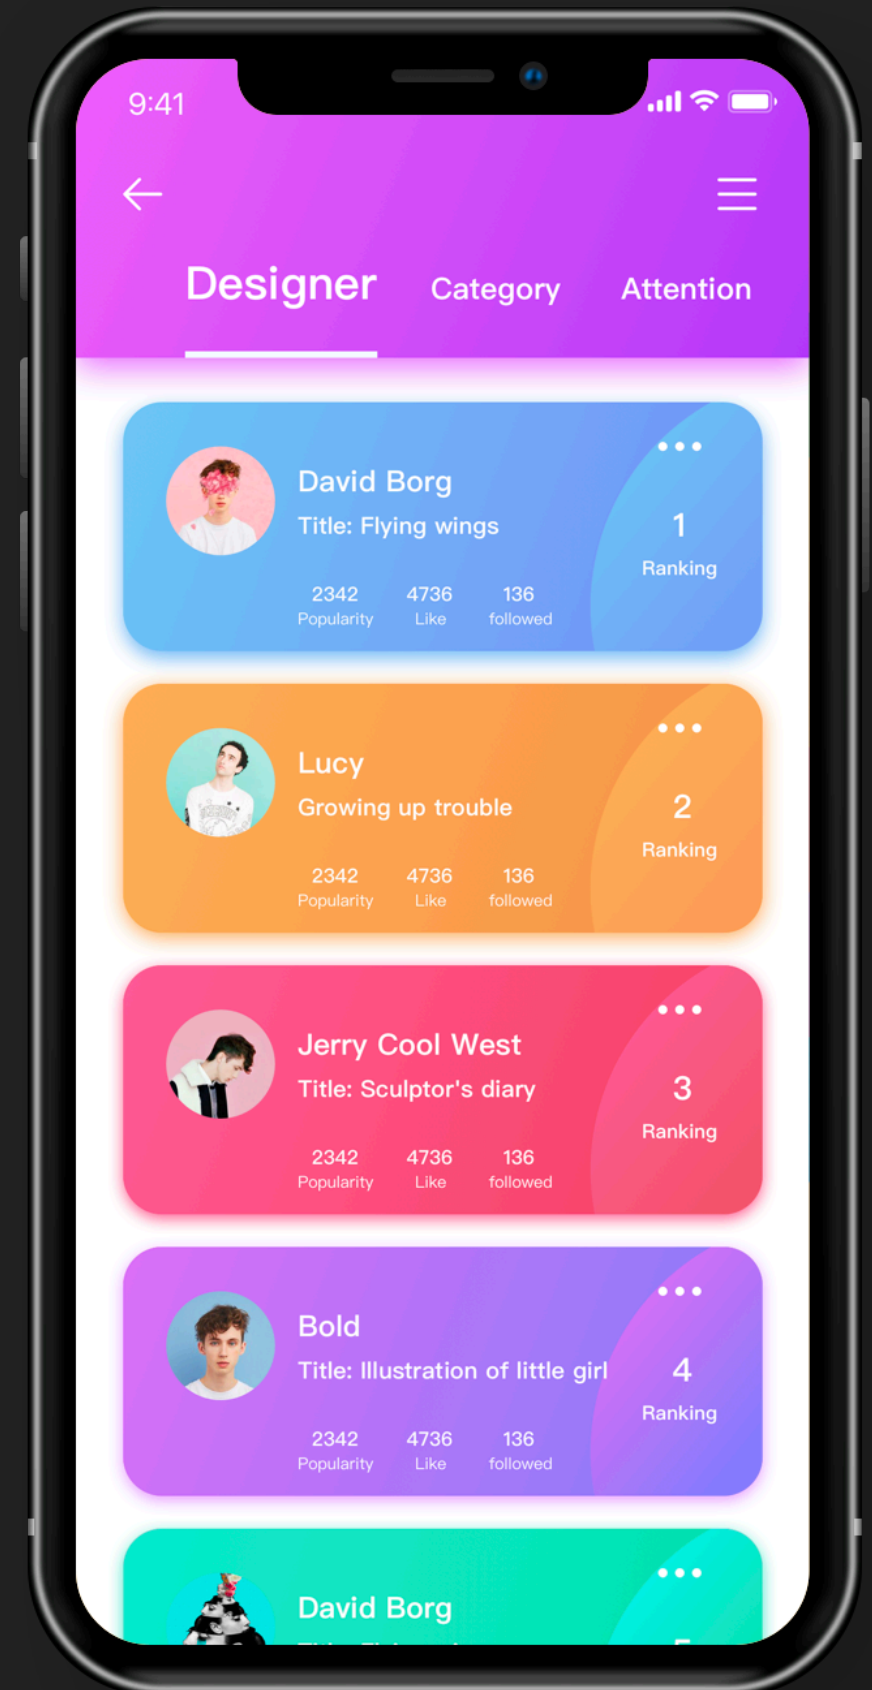 9:41
Designer Category Attention
David Borg
Title: Flying wings
1
Ranking
2342 4736 136
Popularity Like followed
Lucy
Growing up trouble
2
Ranking
2342 4736 136
Popularity Like followed
Jerry Cool West
Title: Sculptor's diary
3
Ranking
2342 4736 136
Popularity Like followed
Bold
Title: Illustration of little girl
4
Ranking
2342 4736 136
Popularity Like followed
David Borg